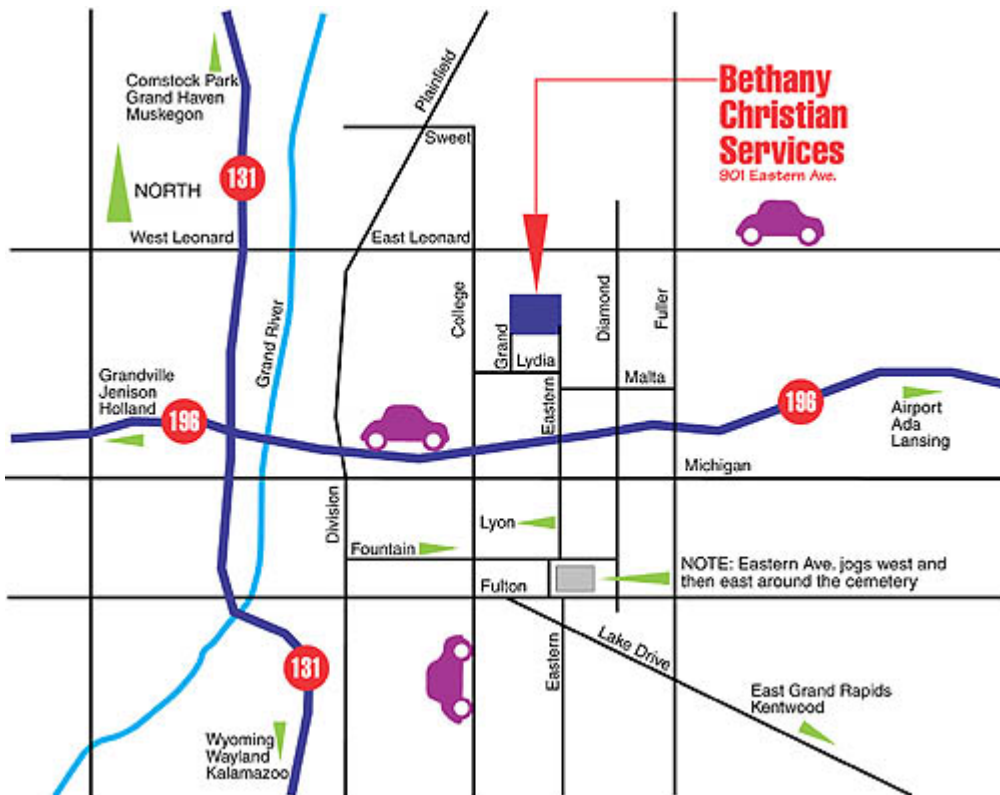 Comstock Park
Grand Haven
Muskegon
131
NORTH
West Leonard
Plainfield
Sweet
East Leonard
Bethany
Christian
Services
901 Eastern Ave.
Grand River
College
Grand
Lydia
Diamond
Fuller
Malta
Eastern
Grandville
Jenison
Holland
196
196
Airport
Ada
Lansing
Michigan
Division
Lyon
Fountain
Fulton
NOTE: Eastern Ave. jogs west and
then east around the cemetery
Eastern
Lake Drive
131
East Grand Rapids
Kentwood
Wyoming
Wayland
Kalamazoo